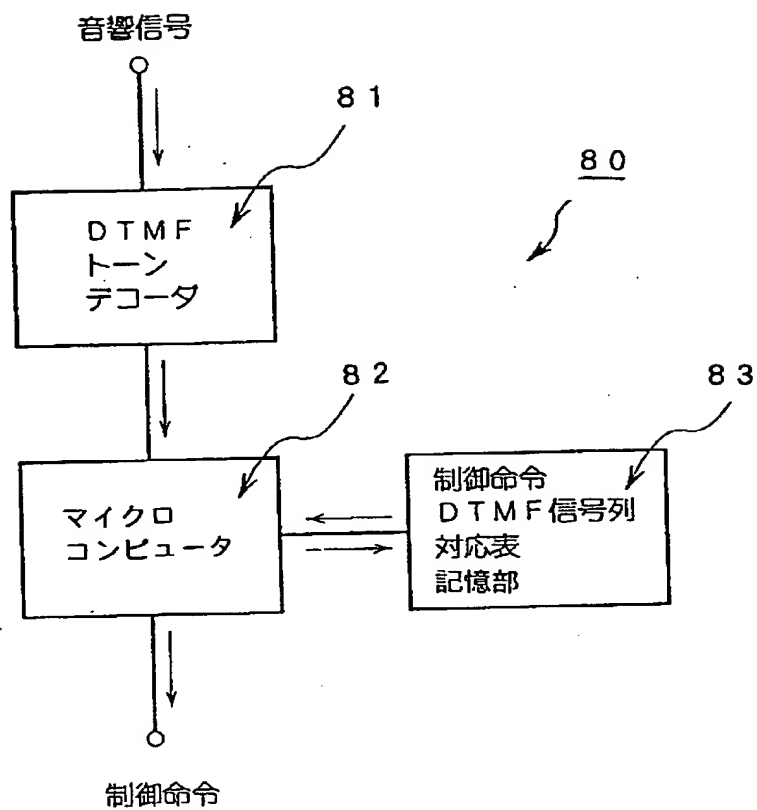 音響信号
８１
８０
ＤＴＭＦ
トーン
デコーダ
８２
８３
マイクロ
コンピュータ
制御命令
ＤＴＭＦ信号列
対応表
記憶部
制御命令